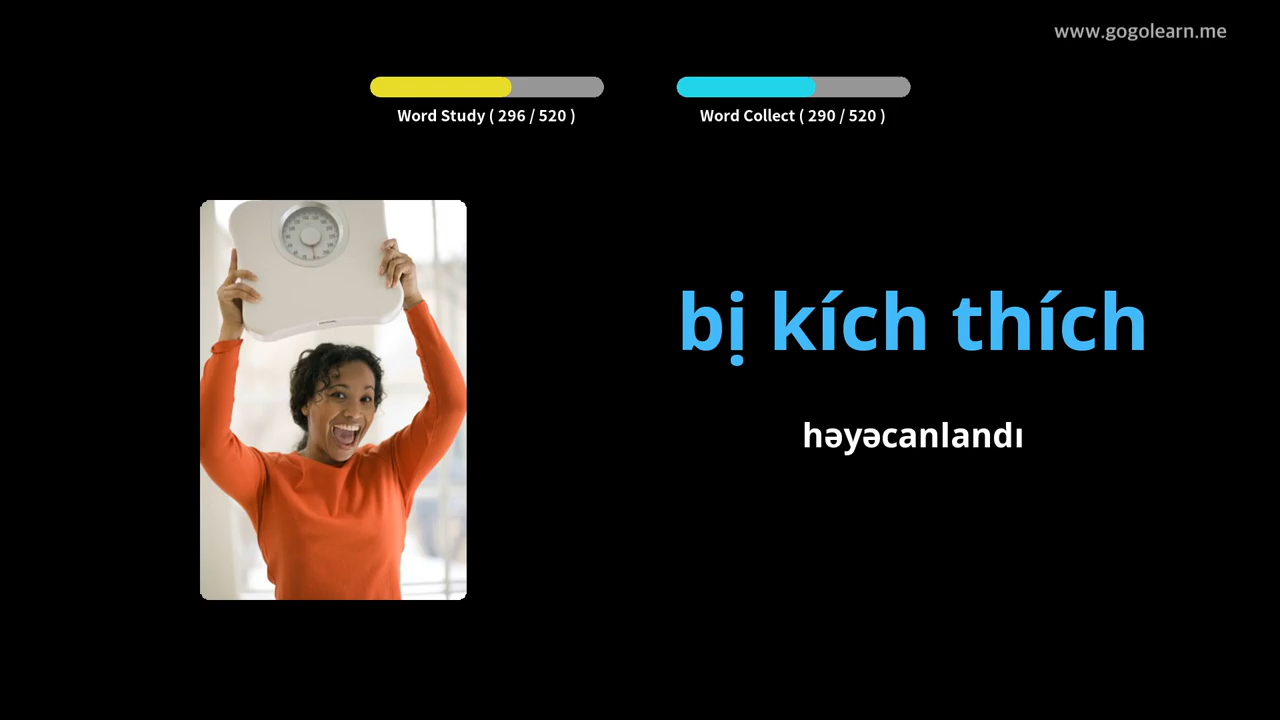 www.gogolearn.me
Word Study ( 296 / 520 )
Word Collect ( 290 / 520 )
bị kích thích
həyəcanlandı